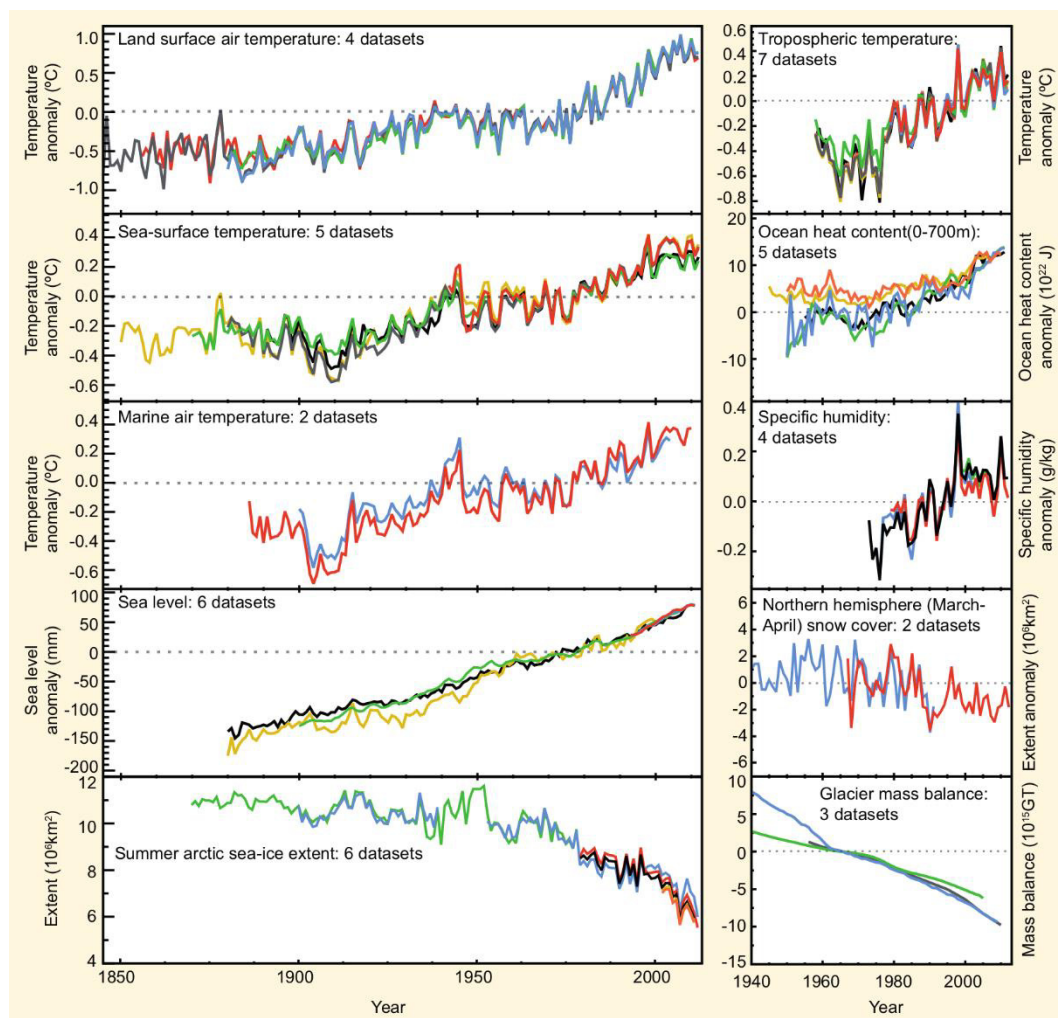 Land surface air temperature: 4 datasets
Temperature
anomaly (ºC)
1.0
0.5
0.0
-0.5
-1.0
Sea-surface temperature: 5 datasets
Temperature
anomaly (ºC)
0.4
0.2
0.0
-0.2
-0.4
-0.6
Marine air temperature: 2 datasets
Temperature
anomaly (ºC)
0.4
0.2
0.0
-0.2
-0.4
-0.6
Sea level: 6 datasets
Sea level
anomaly (mm)
100
50
0
-50
-100
-150
-200
Summer arctic sea-ice extent: 6 datasets
Extent (10⁶km²)
12
10
8
6
4
1850
1900
1950
2000
Year
Tropospheric temperature:
7 datasets
Temperature
anomaly (ºC)
0.6
0.4
0.2
0.0
-0.2
-0.4
-0.6
-0.8
Ocean heat content(0-700m):
5 datasets
Ocean heat content
anomaly (10²² J)
20
10
0
-10
Specific humidity:
4 datasets
Specific humidity
anomaly (g/kg)
0.4
0.2
0.0
-0.2
Northern hemisphere (March-
April) snow cover: 2 datasets
Extent anomaly (10⁶km²)
6
4
2
0
-2
-4
-6
Glacier mass balance:
3 datasets
Mass balance (10¹⁵GT)
10
5
0
-5
-10
-15
1940
1960
1980
2000
Year